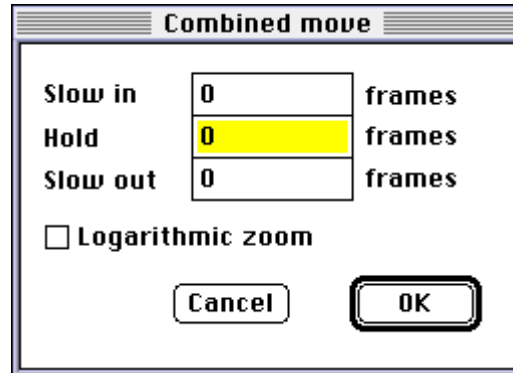 Combined move
Slow in 0 frames
Hold 0 frames
Slow out 0 frames
Logarithmic zoom
Cancel OK